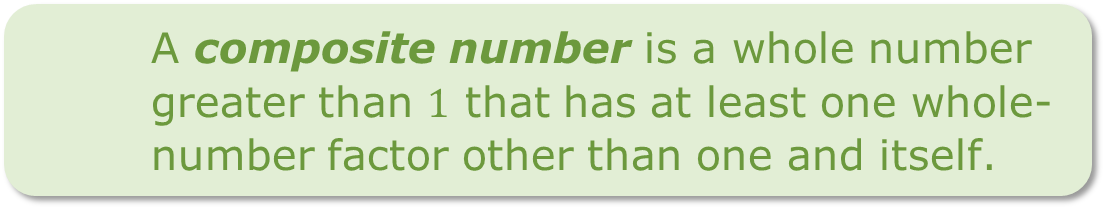 A composite number is a whole number
greater than 1 that has at least one whole-
number factor other than one and itself.